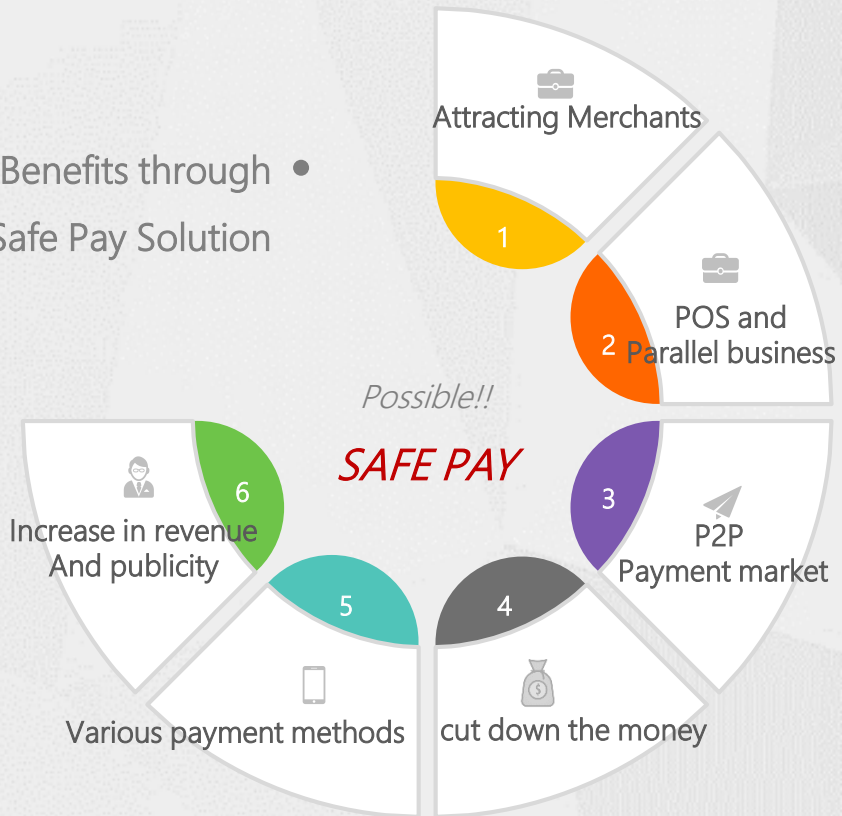 Benefits through •
Safe Pay Solution
Attracting Merchants
1
POS and
Parallel business
2
Possible!!
SAFE PAY
3
P2P
Payment market
4
cut down the money
5
Various payment methods
6
Increase in revenue
And publicity